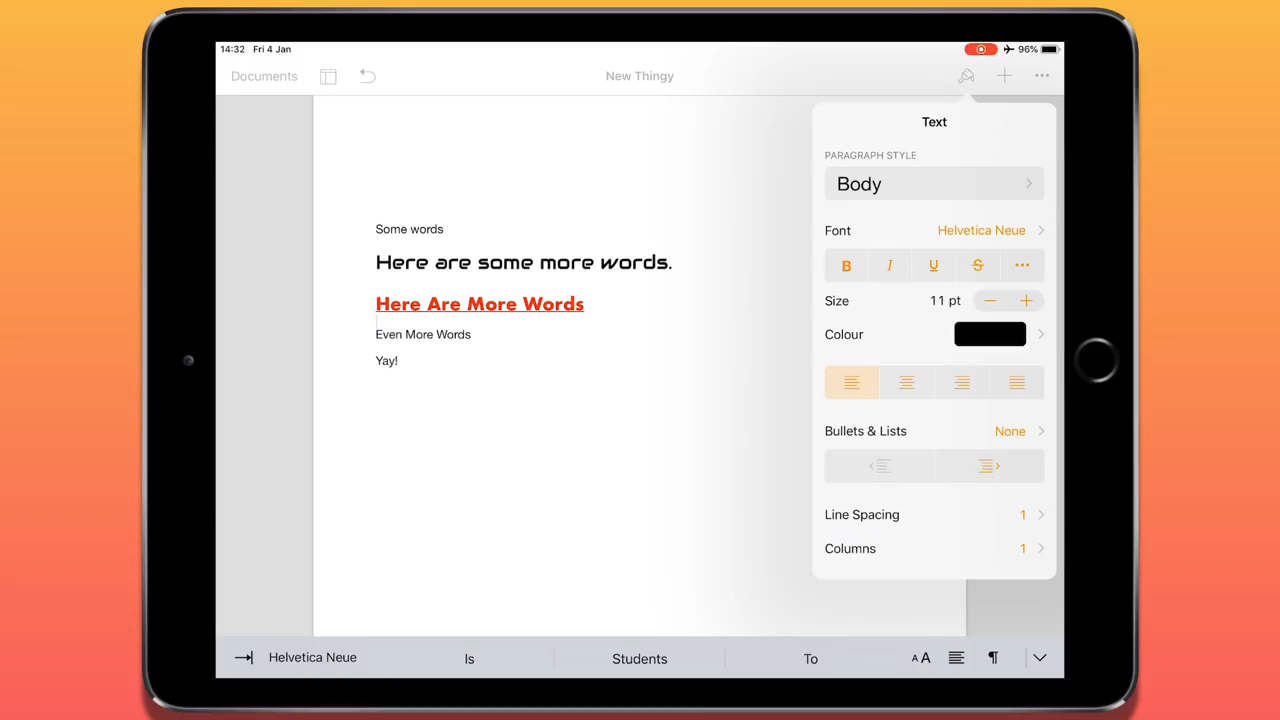 14:32 Fri 4 Jan
96%
Documents
New Thingy
Some words
Here are some more words.
Here Are More Words
Even More Words
Yay!
Text
PARAGRAPH STYLE
Body
Font Helvetica Neue
B I U S
Size 11 pt
Colour
Bullets & Lists None
Line Spacing 1
Columns 1
Helvetica Neue Is Students To AA